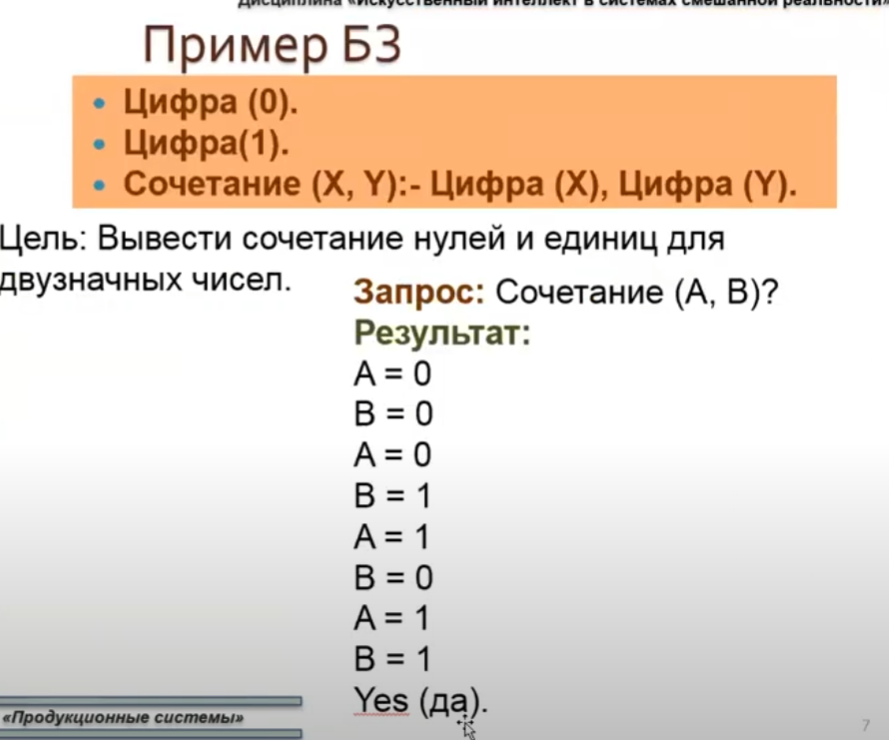 Дисциплина «Искусственный интеллект в системах смешанной реальности»
Пример БЗ
• Цифра (0).
• Цифра(1).
• Сочетание (X, Y):- Цифра (X), Цифра (Y).
Цель: Вывести сочетание нулей и единиц для
двузначных чисел.
Запрос: Сочетание (A, B)?
Результат:
A = 0
B = 0
A = 0
B = 1
A = 1
B = 0
A = 1
B = 1
Yes (да).
«Продукционные системы»
7